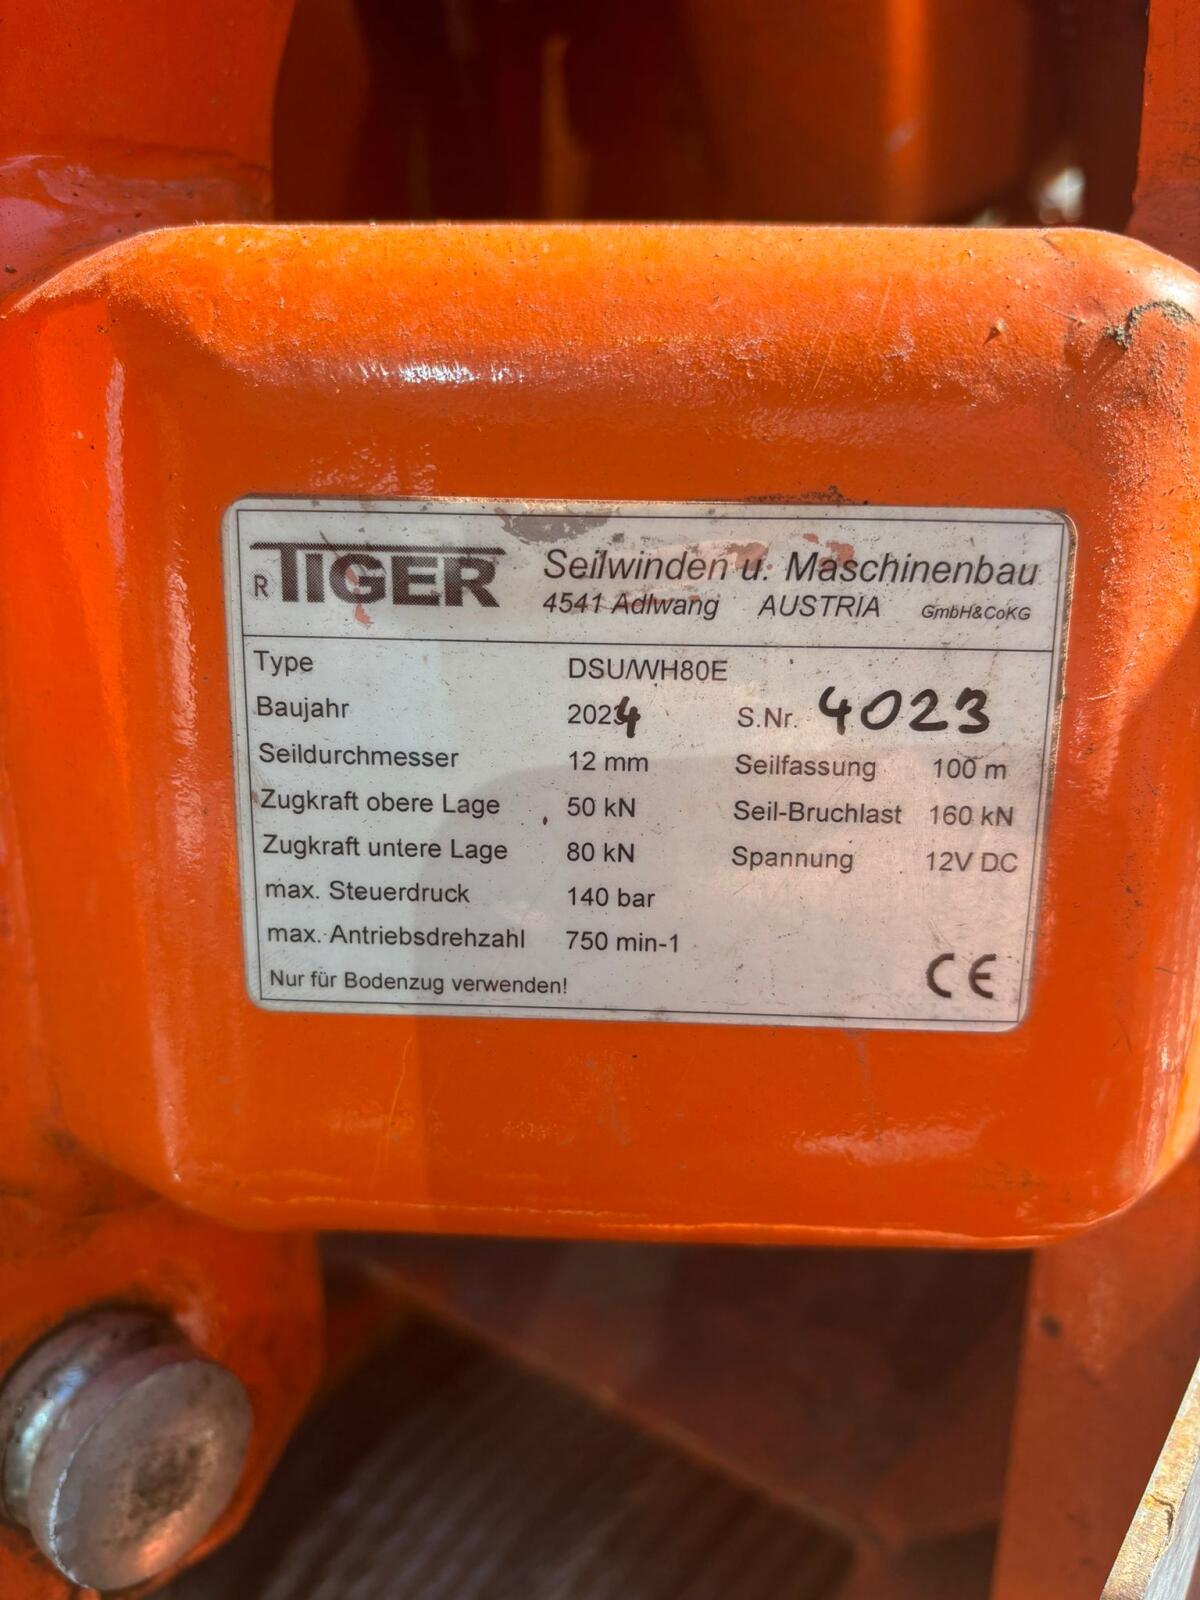 R TIGER Seilwinden u. Maschinenbau
4541 Adlwang AUSTRIA GmbH&CoKG
Type DSU/WH80E
Baujahr 2024 S.Nr. 4023
Seildurchmesser 12 mm Seilfassung 100 m
Zugkraft obere Lage 50 kN Seil-Bruchlast 160 kN
Zugkraft untere Lage 80 kN Spannung 12V DC
max. Steuerdruck 140 bar
max. Antriebsdrehzahl 750 min-1
Nur für Bodenzug verwenden! CE